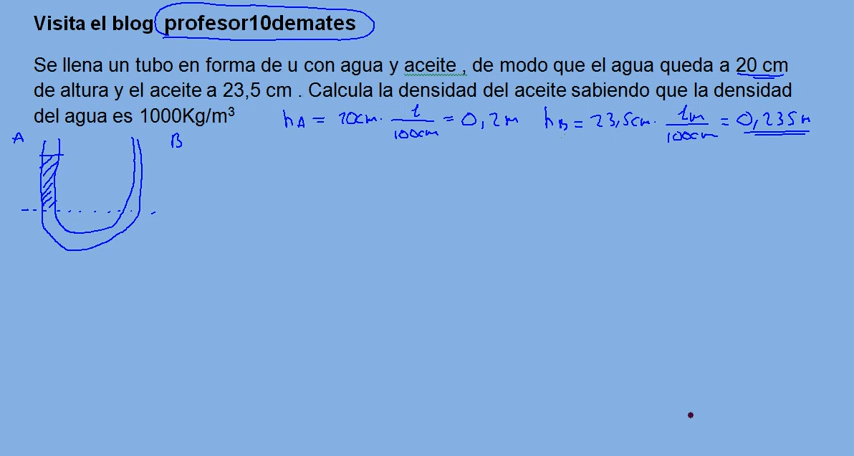 Visita el blog profesor10demates
Se llena un tubo en forma de u con agua y aceite , de modo que el agua queda a 20 cm
de altura y el aceite a 23,5 cm . Calcula la densidad del aceite sabiendo que la densidad
del agua es 1000Kg/m³
hA = 20cm · 1/100cm = 0,2m hB = 23,5cm · 1m/100cm = 0,235m
A B